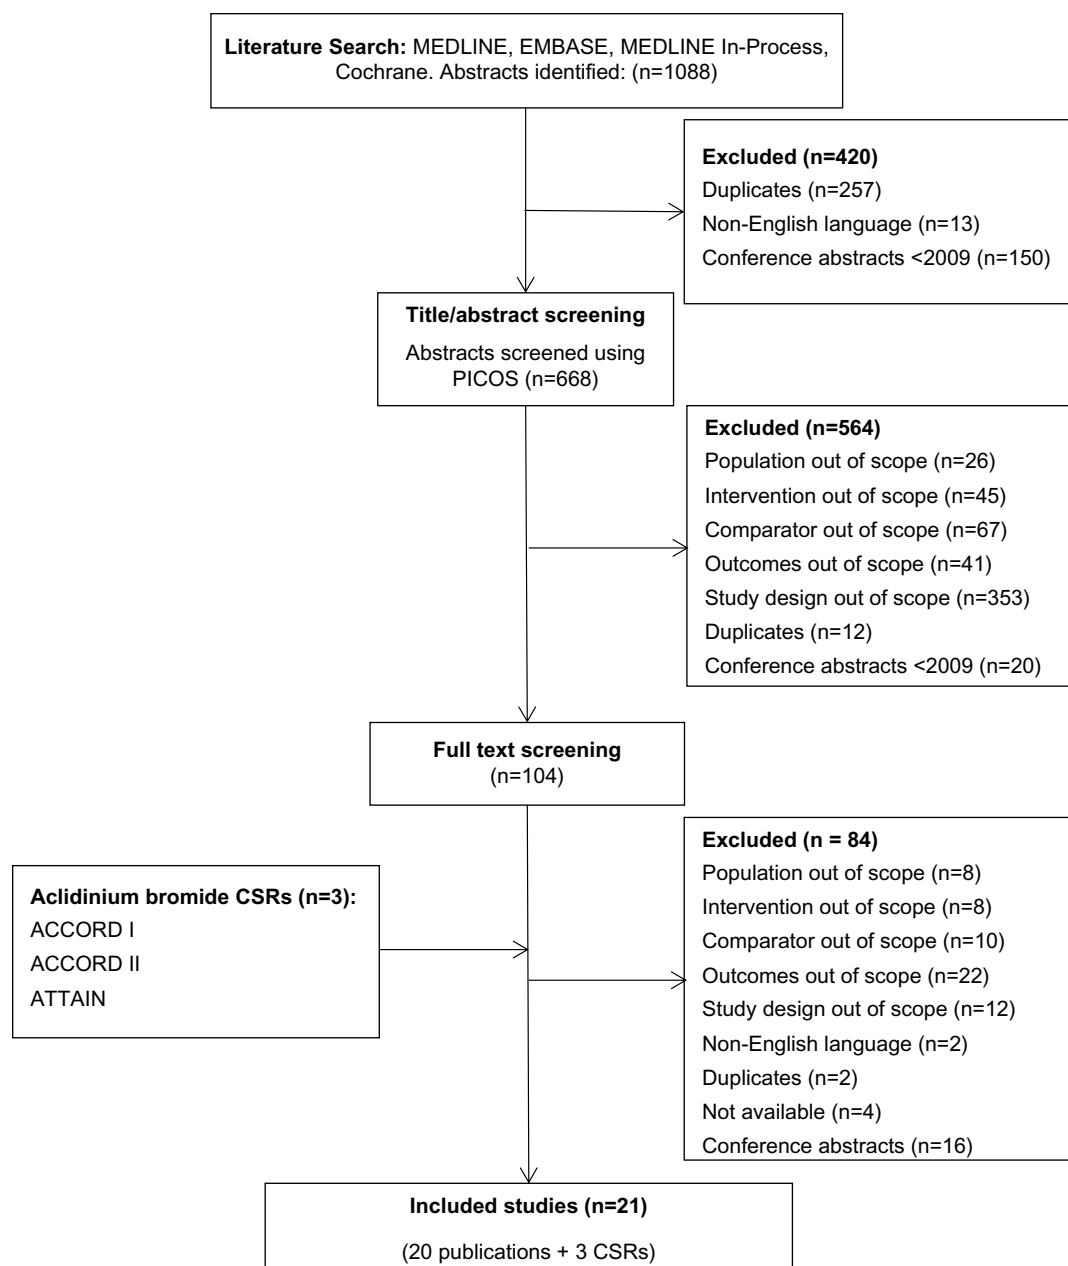 Literature Search: MEDLINE, EMBASE, MEDLINE In-Process,
Cochrane. Abstracts identified: (n=1088)
Excluded (n=420)
Duplicates (n=257)
Non-English language (n=13)
Conference abstracts <2009 (n=150)
Title/abstract screening
Abstracts screened using
PICOS (n=668)
Excluded (n=564)
Population out of scope (n=26)
Intervention out of scope (n=45)
Comparator out of scope (n=67)
Outcomes out of scope (n=41)
Study design out of scope (n=353)
Duplicates (n=12)
Conference abstracts <2009 (n=20)
Full text screening
(n=104)
Aclidinium bromide CSRs (n=3):
ACCORD I
ACCORD II
ATTAIN
Excluded (n = 84)
Population out of scope (n=8)
Intervention out of scope (n=8)
Comparator out of scope (n=10)
Outcomes out of scope (n=22)
Study design out of scope (n=12)
Non-English language (n=2)
Duplicates (n=2)
Not available (n=4)
Conference abstracts (n=16)
Included studies (n=21)
(20 publications + 3 CSRs)